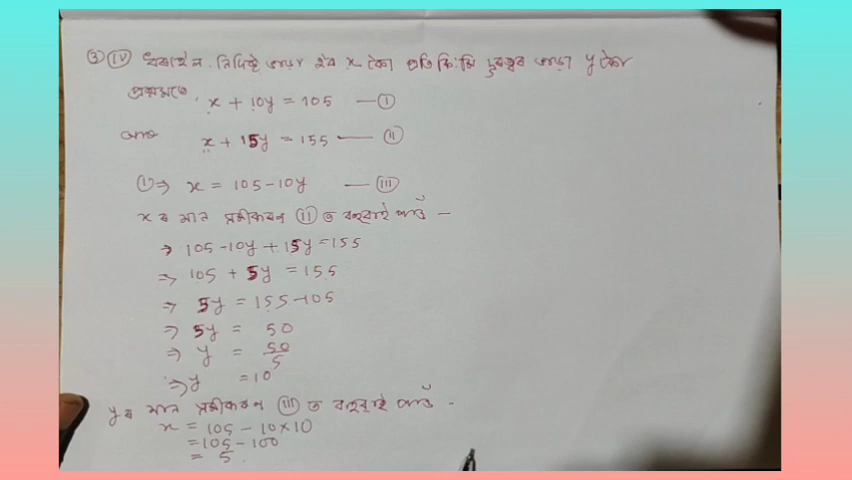 ③ ⅠⅤ ধৰাহ'ল, নিৰ্দিষ্ট ভাড়া হ'ব x টকা প্ৰতি কি:মি দূৰত্বৰ ভাড়া y টকা
প্ৰশ্নমতে, x + 10y = 105 —Ⓘ
আৰু x + 15y = 155 — (II)
(I) ⇒ x = 105 - 10y — (III)
x ৰ মান সমীকৰণ (II) ত বহুৱাই পাওঁ -
⇒ 105 - 10y + 15y = 155
⇒ 105 + 5y = 155
⇒ 5y = 155 - 105
⇒ 5y = 50
⇒ y = 50/5
⇒ y = 10
y ৰ মান সমীকৰণ (III) ত বহুৱাই পাওঁ -
x = 105 - 10×10
= 105 - 100
= 5.